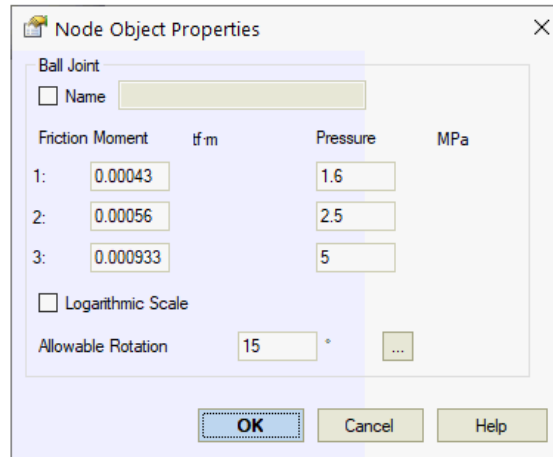 Node Object Properties
Ball Joint
Name
Friction Moment tf·m Pressure MPa
1: 0.00043 1.6
2: 0.00056 2.5
3: 0.000933 5
Logarithmic Scale
Allowable Rotation 15 ° ...
OK Cancel Help